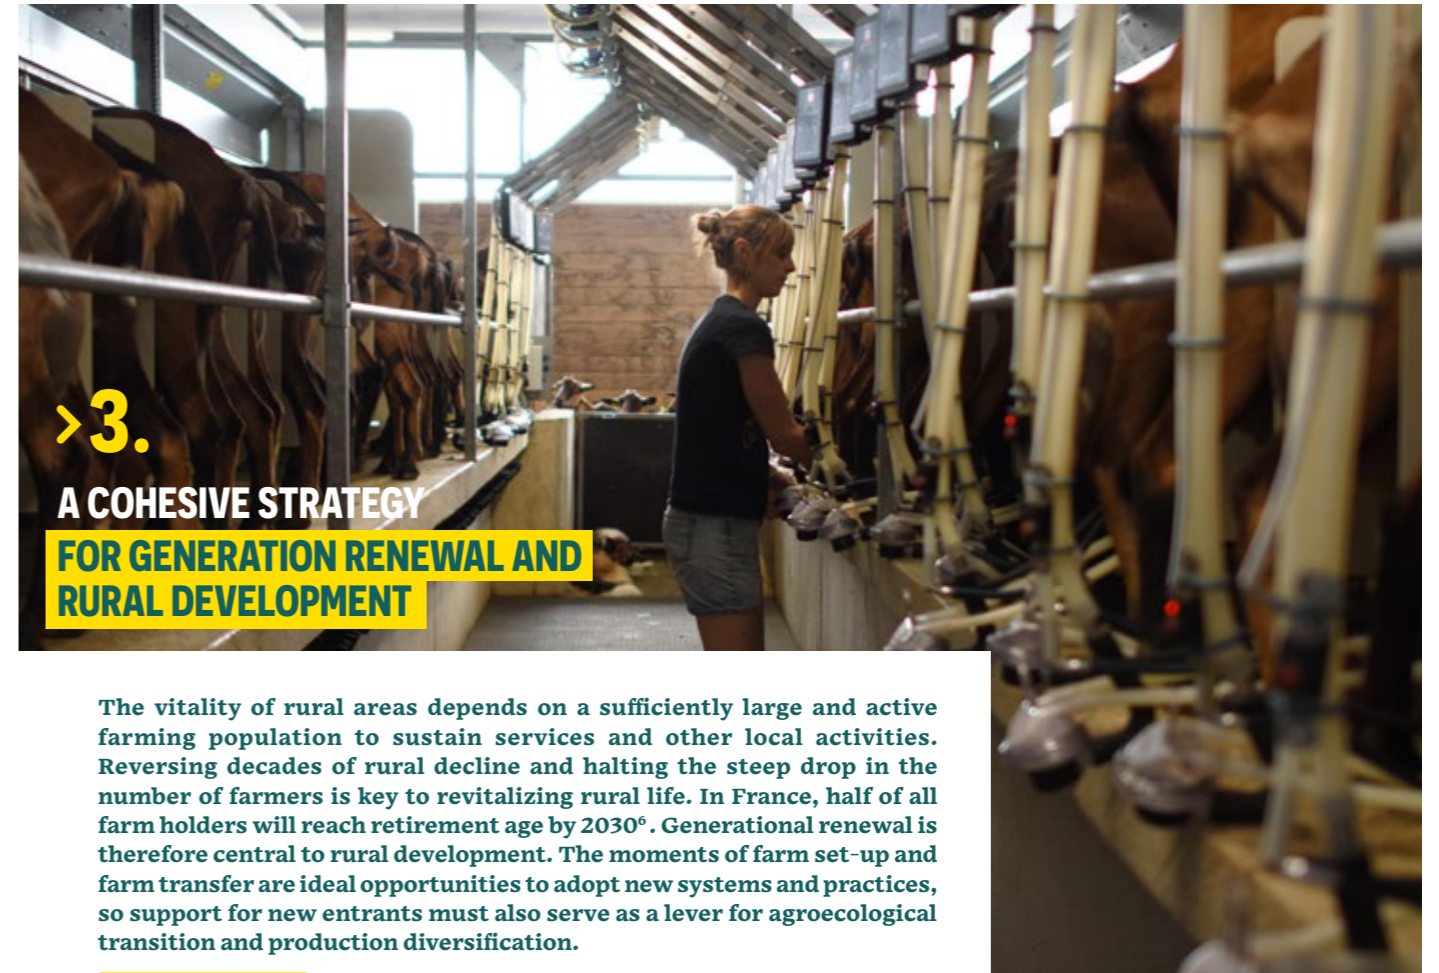 >3.
A COHESIVE STRATEGY
FOR GENERATION RENEWAL AND
RURAL DEVELOPMENT
The vitality of rural areas depends on a sufficiently large and active
farming population to sustain services and other local activities.
Reversing decades of rural decline and halting the steep drop in the
number of farmers is key to revitalizing rural life. In France, half of all
farm holders will reach retirement age by 2030⁶ . Generational renewal is
therefore central to rural development. The moments of farm set-up and
farm transfer are ideal opportunities to adopt new systems and practices,
so support for new entrants must also serve as a lever for agroecological
transition and production diversification.